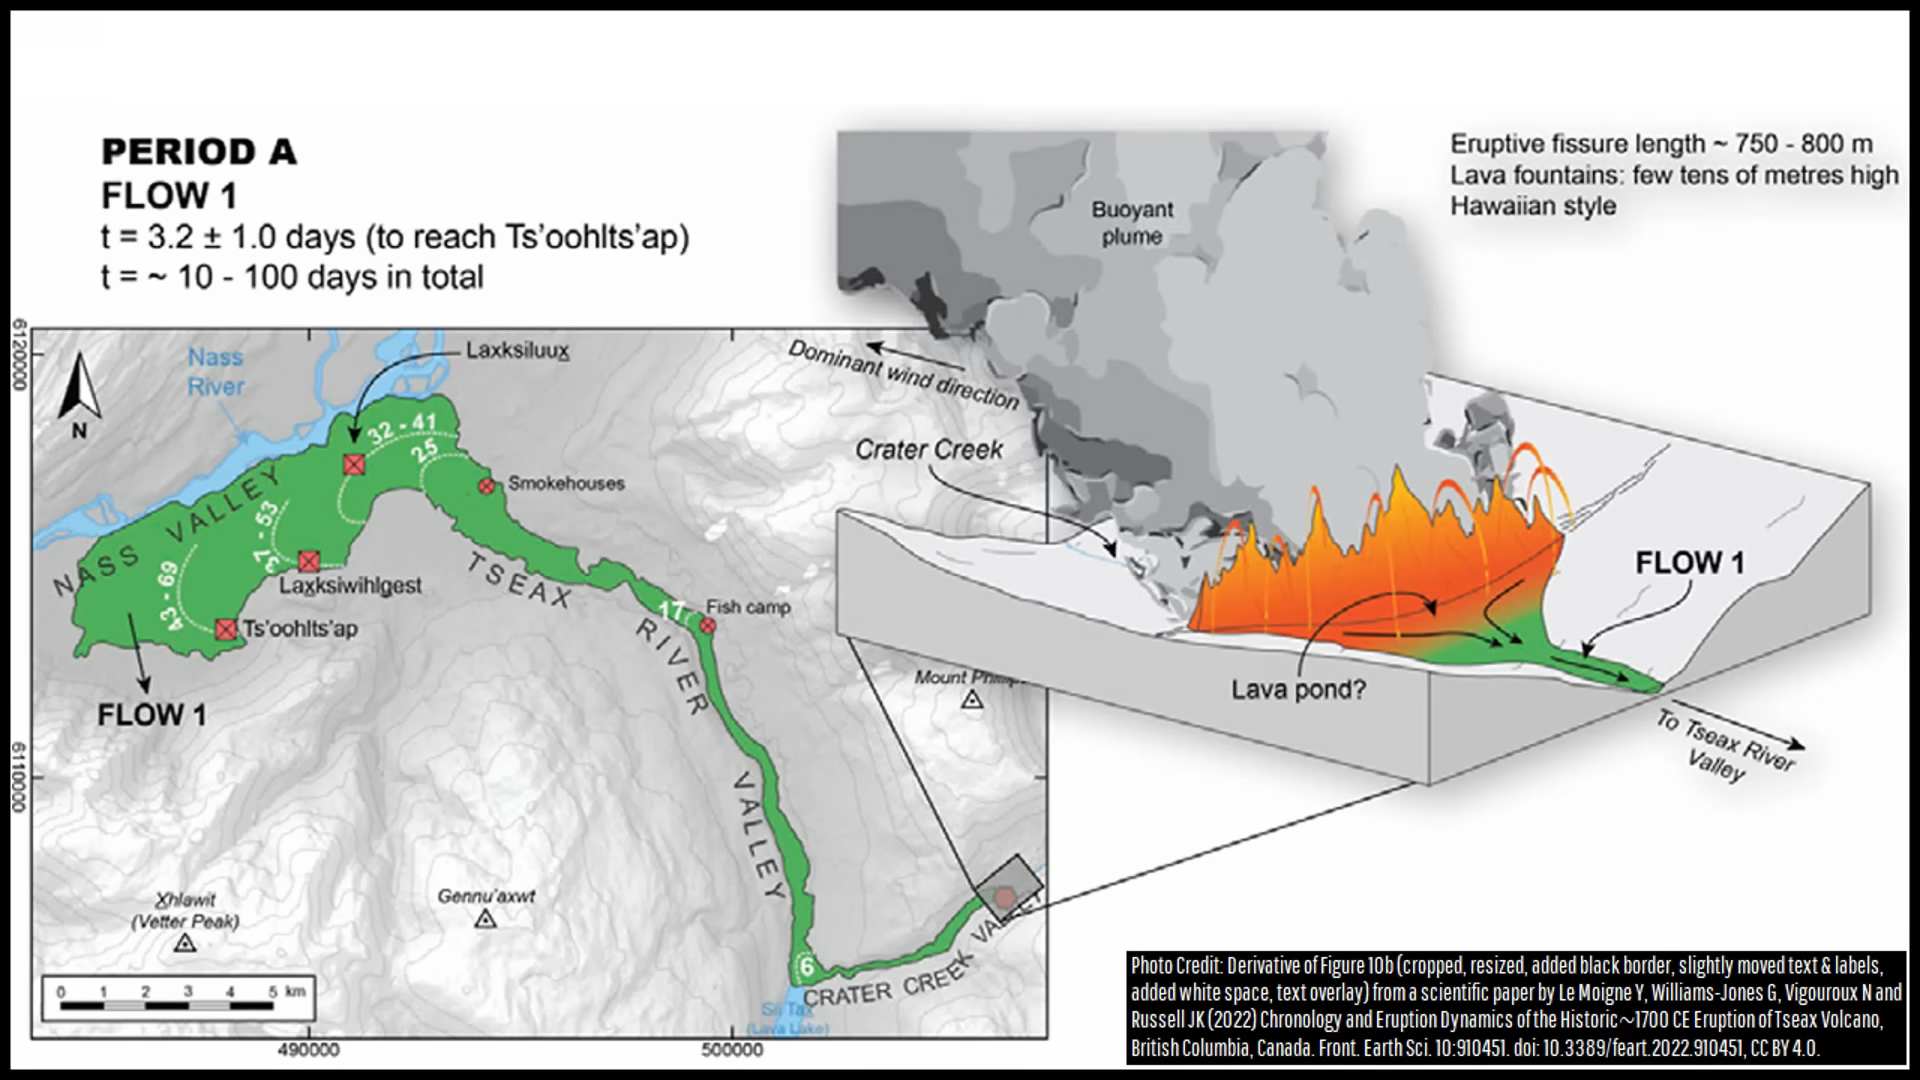 PERIOD A
FLOW 1
t = 3.2 ± 1.0 days (to reach Ts'oohlts'ap)
t = ~ 10 - 100 days in total
Eruptive fissure length ~ 750 - 800 m
Lava fountains: few tens of metres high
Hawaiian style
Buoyant
plume
Dominant wind direction
Crater Creek
FLOW 1
Lava pond?
To Tseax River
Valley
6120000
6110000
490000
500000
N
Nass
River
Laxksiluux̱
32 - 41
25
Smokehouses
NASS VALLEY
37 - 53
Lax̱ksiwihlgest
43 - 69
Ts'oohlts'ap
FLOW 1
TSEAX
RIVER
VALLEY
17
Fish camp
Mount
6
CRATER CREEK
(Lava Lake)
X̱hlawit
(Vetter Peak)
Gennu'axwt
0 1 2 3 4 5 km
Photo Credit: Derivative of Figure 10b (cropped, resized, added black border, slightly moved text & labels,
added white space, text overlay) from a scientific paper by Le Moigne Y, Williams-Jones G, Vigouroux N and
Russell JK (2022) Chronology and Eruption Dynamics of the Historic ~1700 CE Eruption of Tseax Volcano,
British Columbia, Canada. Front. Earth Sci. 10:910451. doi: 10.3389/feart.2022.910451, CC BY 4.0.